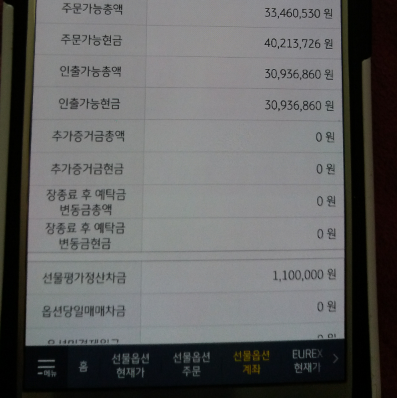 주문가능총액 33,460,530 원
주문가능현금 40,213,726 원
인출가능총액 30,936,860 원
인출가능현금 30,936,860 원
추가증거금총액 0 원
추가증거금현금 0 원
장종료 후 예탁금
변동금총액 0 원
장종료 후 예탁금
변동금현금 0 원
선물평가정산차금 1,100,000 원
옵션당일매매차금 0 원
0 원
메뉴
홈
선물옵션
현재가
선물옵션
주문
선물옵션
계좌
EUREX
현재가